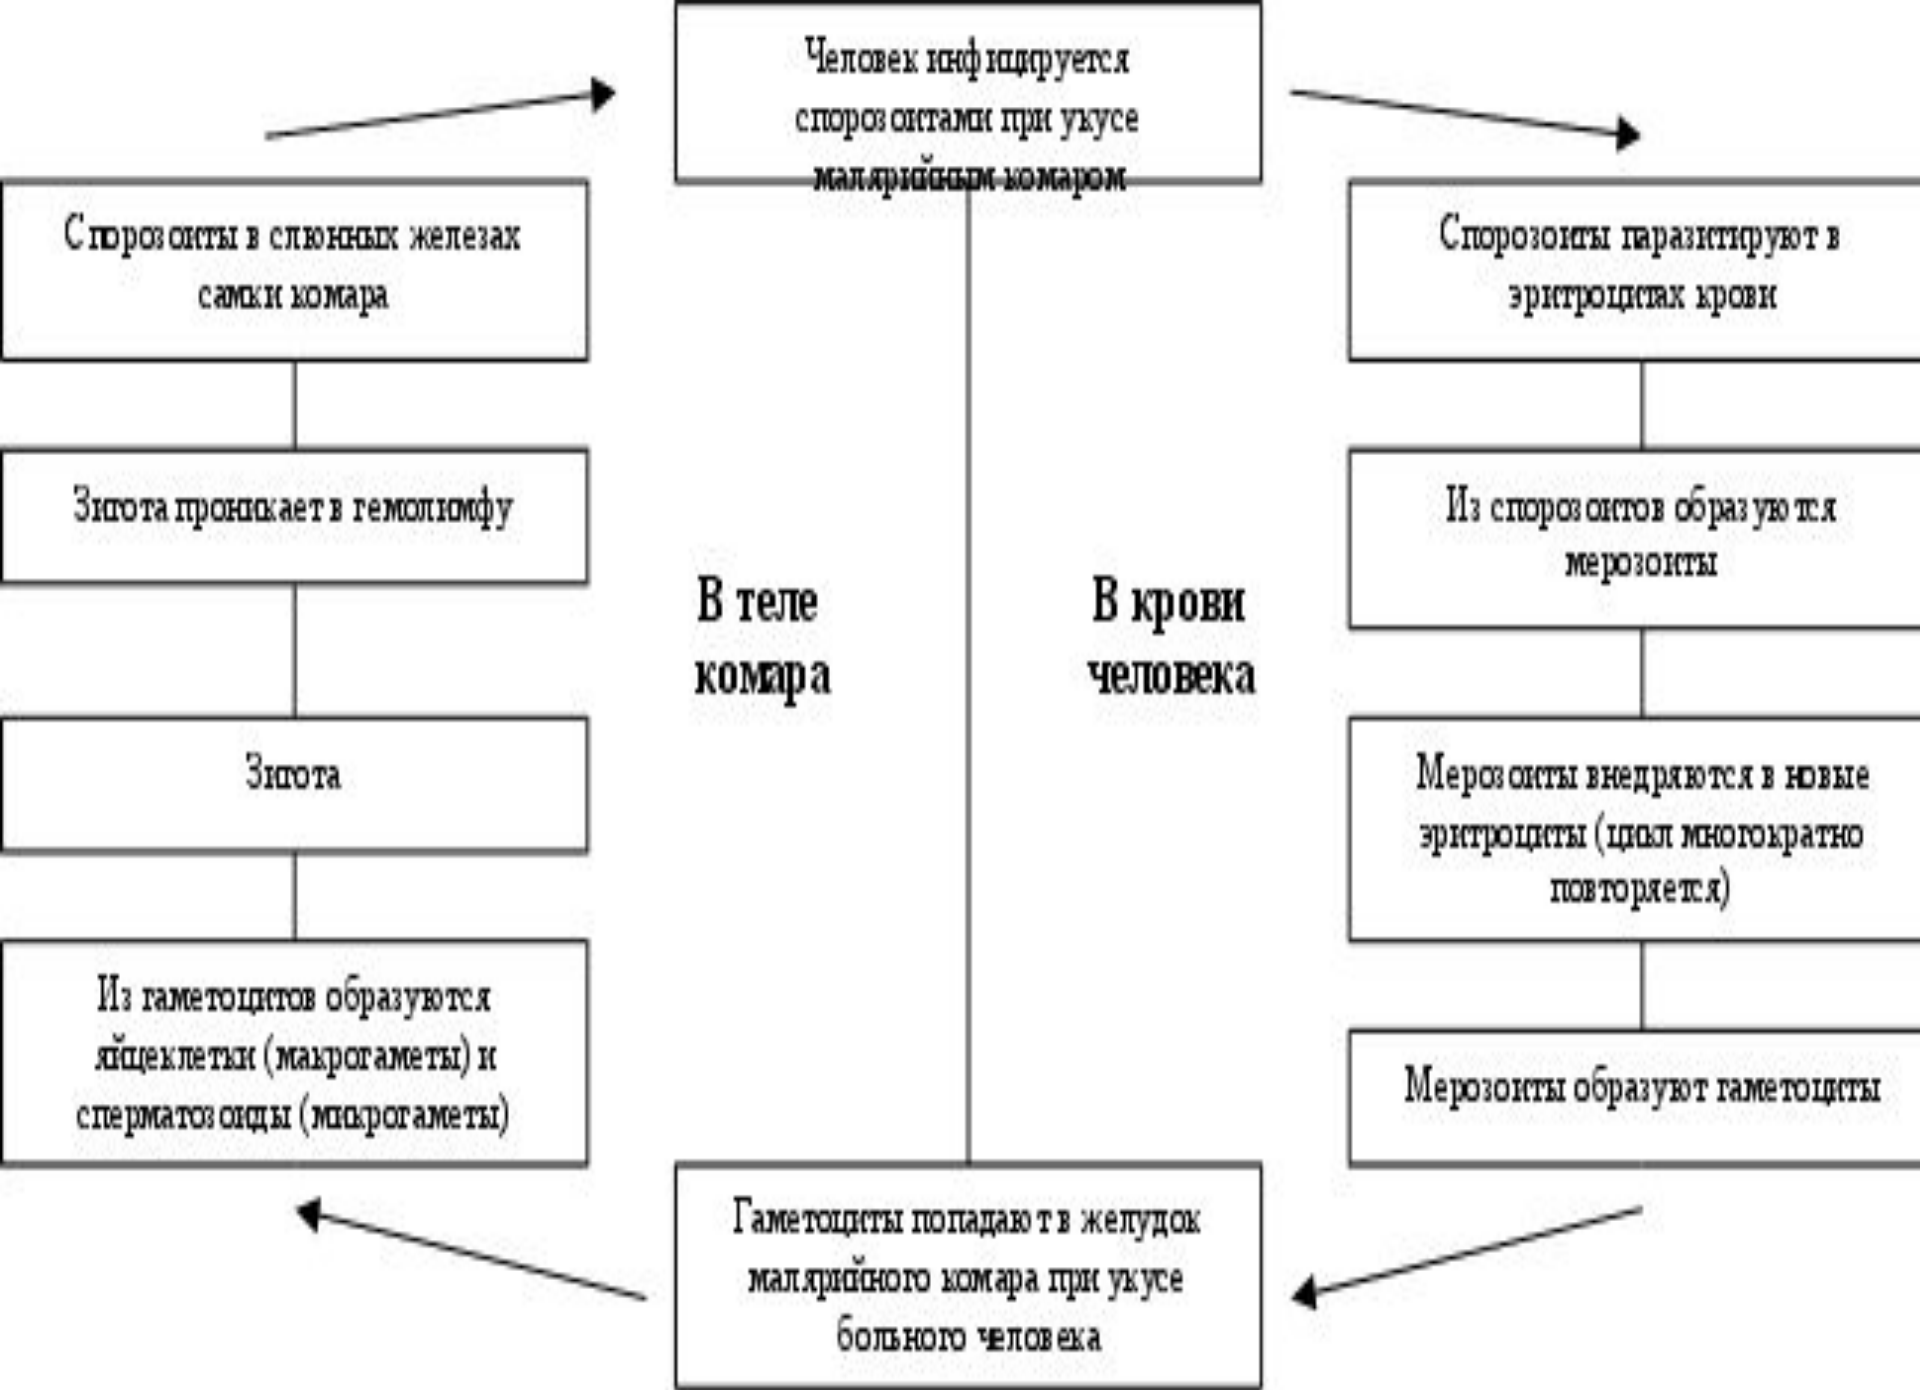 Человек инфицируется
спорозоитами при укусе
малярийным комаром
Спорозоиты в слюнных железах
самки комара
Зигота проникает в гемолимфу
Зигота
Из гаметоцитов образуются
яйцеклетки (макрогаметы) и
сперматозоиды (микрогаметы)
В теле
комара
В крови
человека
Спорозоиты паразитируют в
эритроцитах крови
Из спорозоитов образуются
мерозоиты
Мерозоиты внедряются в новые
эритроциты (цикл многократно
повторяется)
Мерозоиты образуют гаметоциты
Гаметоциты попадают в желудок
малярийного комара при укусе
больного человека